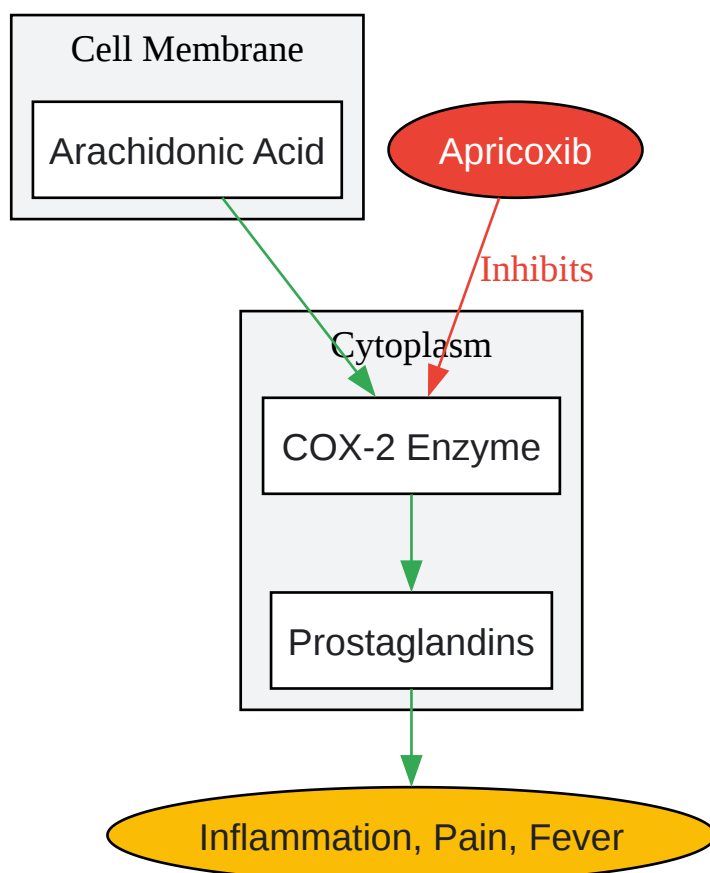 Cell Membrane
Arachidonic Acid
Apricoxib
Inhibits
Cytoplasm
COX-2 Enzyme
Prostaglandins
Inflammation, Pain, Fever